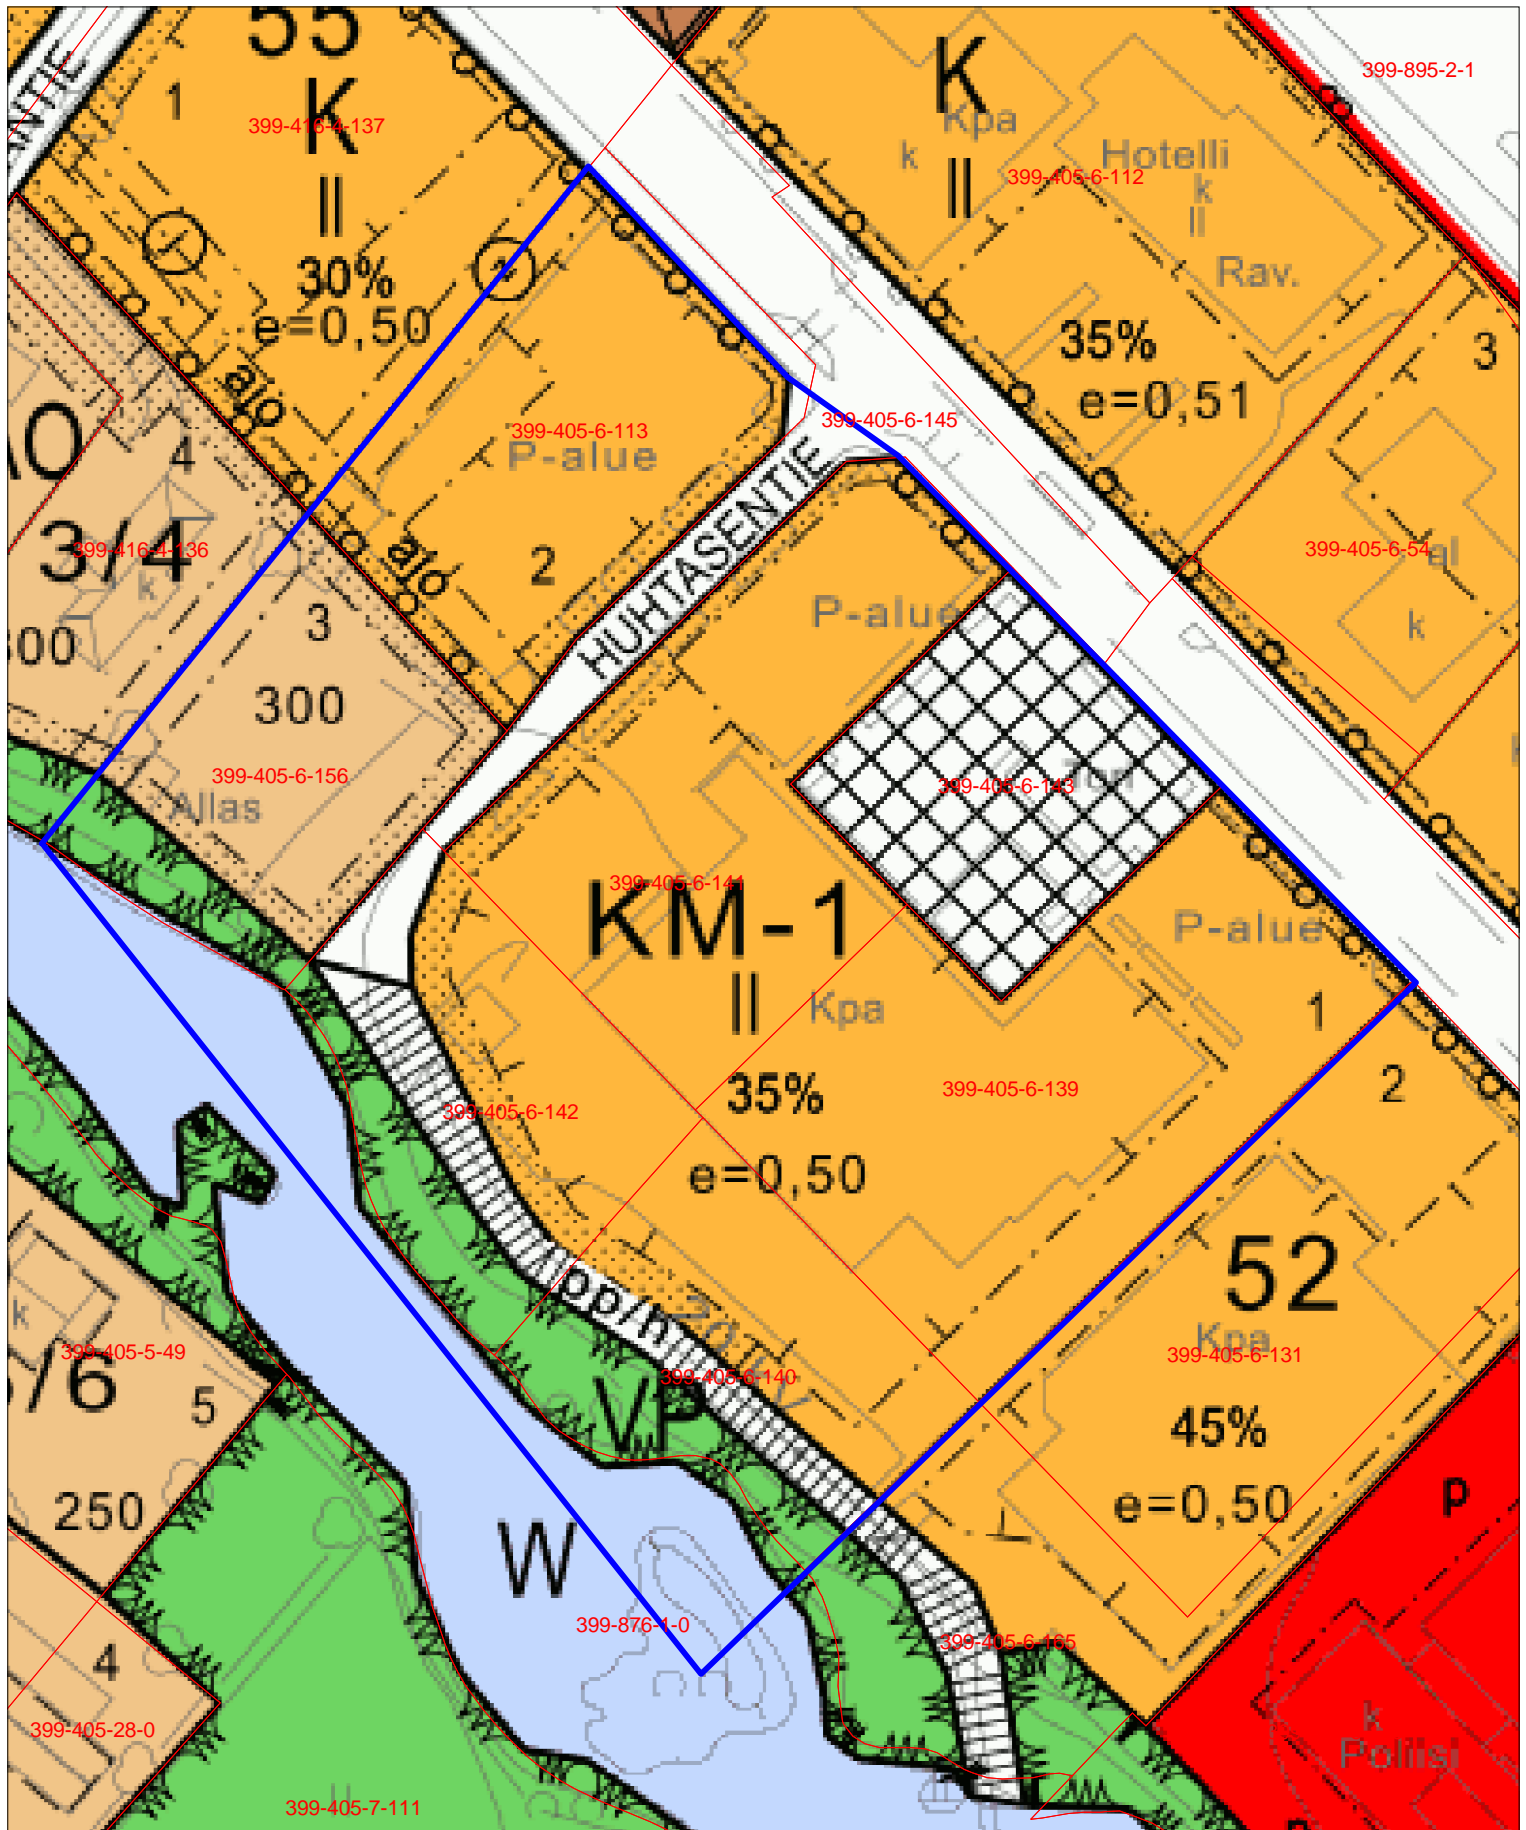 55
K
1
399-416-4-137
II
30%
e=0,50
K
Kpa
k
II
Hotelli
399-405-6-112
k
II
Rav.
35%
e=0,51
399-895-2-1
3
ajo
4
399-405-6-113
P-alue
399-405-6-145
ajo
2
HUHTASENTIE
3/4
399-416-4-136
k
3
300
399-405-6-156
Allas
399-405-6-54
al
k
P-alue
399-405-6-143
399-405-6-141
KM-1
II
Kpa
P-alue
1
35%
399-405-6-139
399-405-6-142
e=0,50
2
52
Kpa
399-405-6-131
45%
e=0,50
pp/h
399-405-6-140
VP
k
399-405-5-49
/6
5
250
W
399-876-1-0
399-405-6-165
p
4
399-405-28-0
399-405-7-111
k
Poliisi